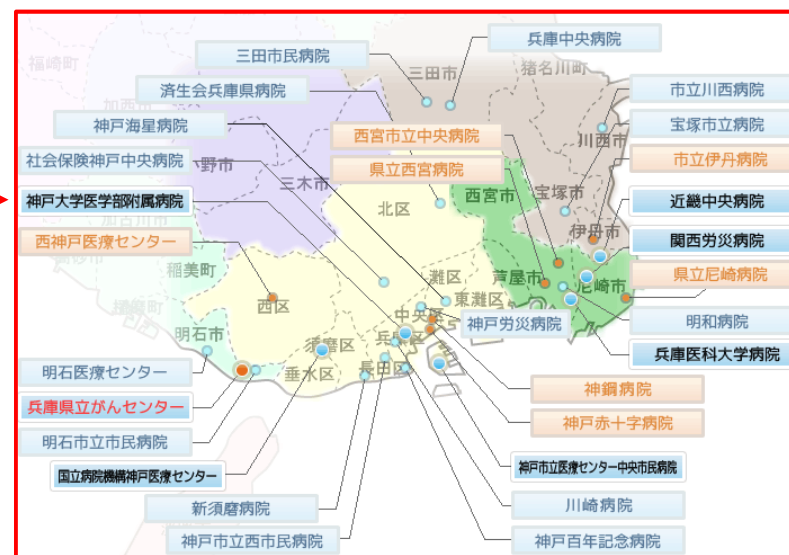 兵庫中央病院
三田市民病院
福崎町
三田市
猪名川町
済生会兵庫県病院
市立川西病院
加西市
神戸海星病院
西宮市立中央病院
宝塚市立病院
川西市
社会保険神戸中央病院
野市
県立西宮病院
市立伊丹病院
三木市
神戸大学医学部附属病院
西宮市
宝塚市
近畿中央病院
北区
加古川市
伊丹市
西神戸医療センター
関西労災病院
稲美町
灘区
芦屋市
尼崎市
県立尼崎病院
播磨町
西区
東灘区
中央区
神戸労災病院
明和病院
明石市
須磨区
兵庫区
兵庫医科大学病院
明石医療センター
垂水区
長田区
神鋼病院
兵庫県立がんセンター
神戸赤十字病院
明石市立市民病院
国立病院機構神戸医療センター
神戸市立医療センター中央市民病院
新須磨病院
川崎病院
神戸市立西市民病院
神戸百年記念病院